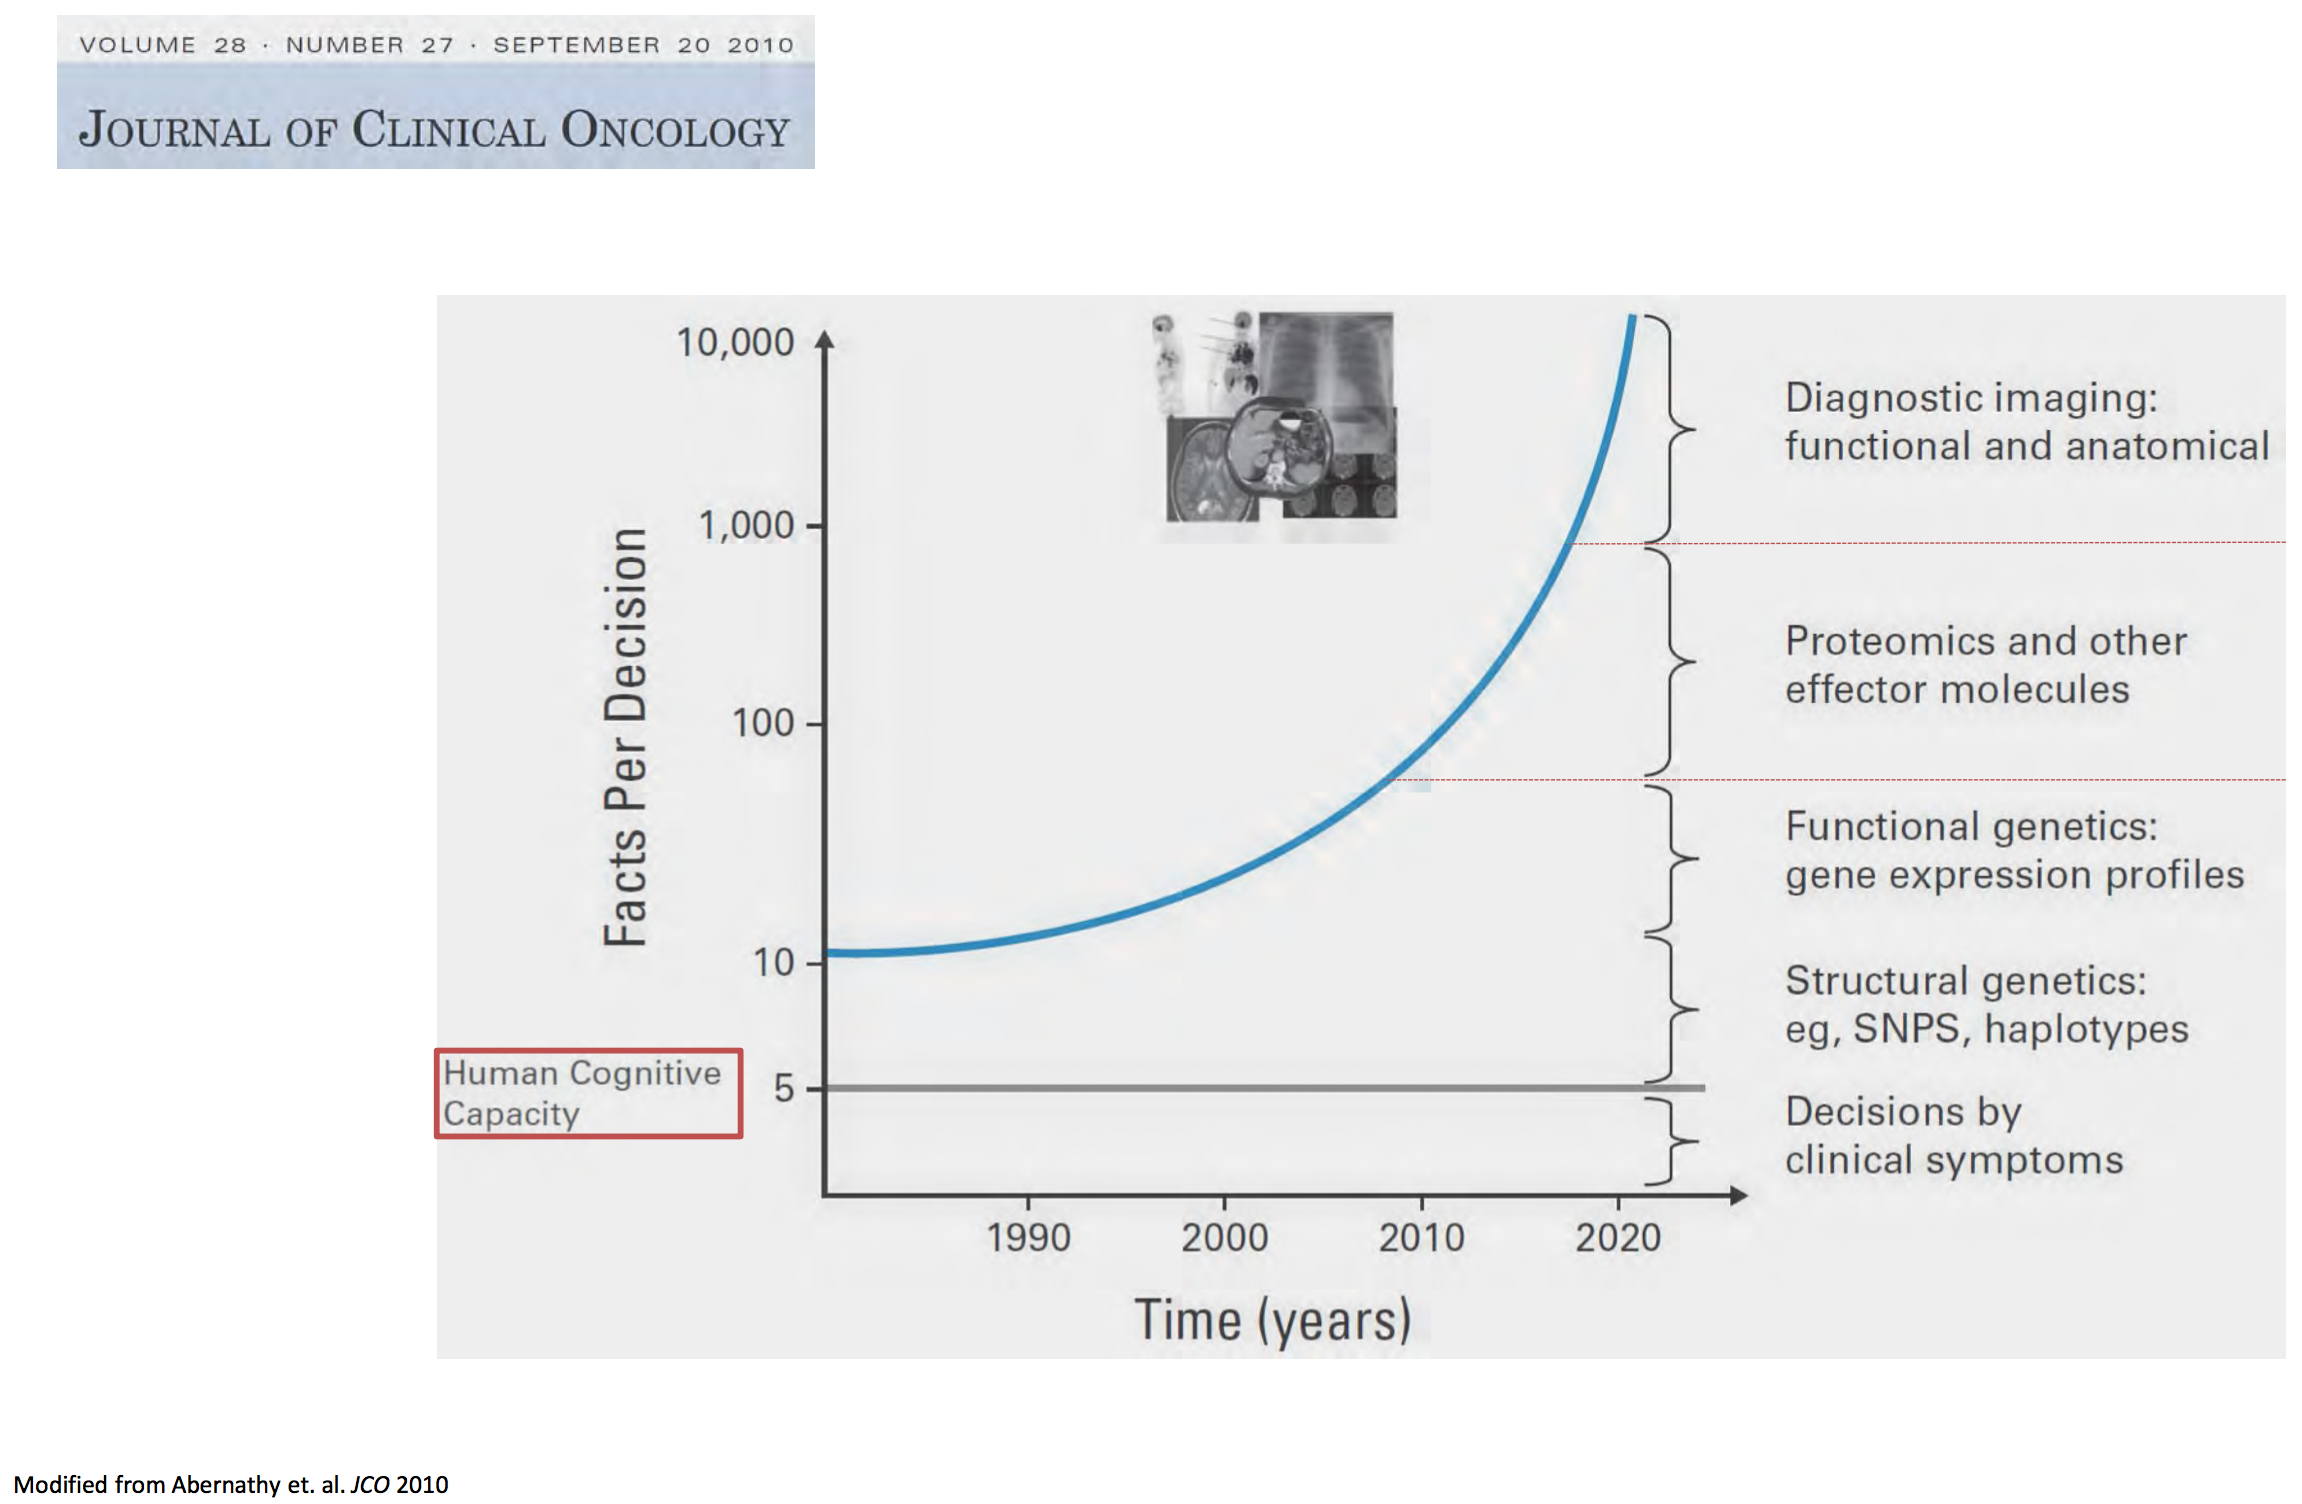 VOLUME 28 · NUMBER 27 · SEPTEMBER 20 2010
JOURNAL OF CLINICAL ONCOLOGY
10,000
1,000
100
10
5
Facts Per Decision
Human Cognitive
Capacity
Diagnostic imaging:
functional and anatomical
Proteomics and other
effector molecules
Functional genetics:
gene expression profiles
Structural genetics:
eg, SNPS, haplotypes
Decisions by
clinical symptoms
1990 2000 2010 2020
Time (years)
Modified from Abernathy et. al. JCO 2010